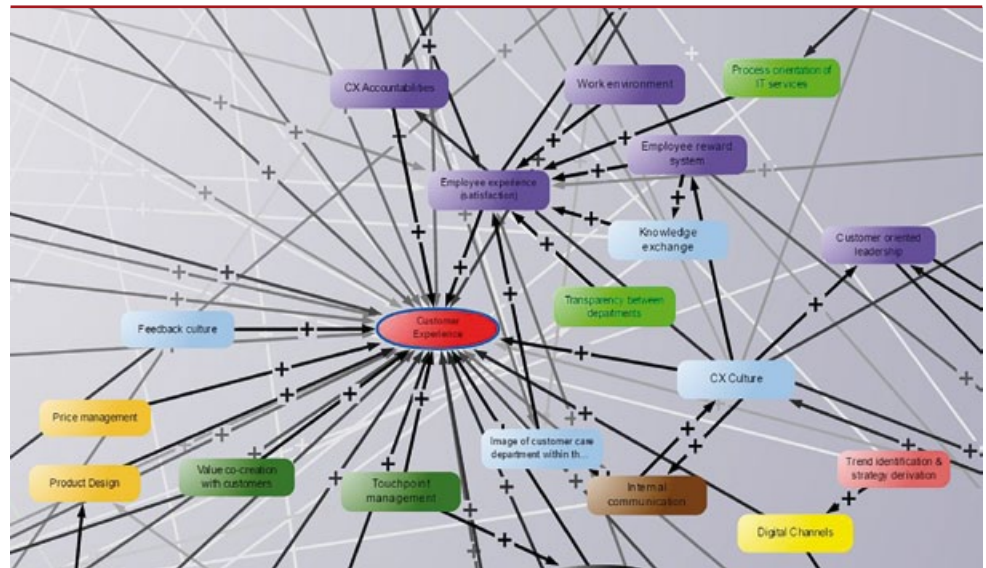 CX Accountabilities
Work environment
Process orientation of
IT services
Employee reward
system
Employee experience
(satisfaction)
Knowledge
exchange
Customer oriented
leadership
Transparency between
departments
Feedback culture
Customer
Experience
CX Culture
Price management
Image of customer care
department within th...
Value co-creation
with customers
Product Design
Touchpoint
management
Internal
communication
Trend identification &
strategy derivation
Digital Channels